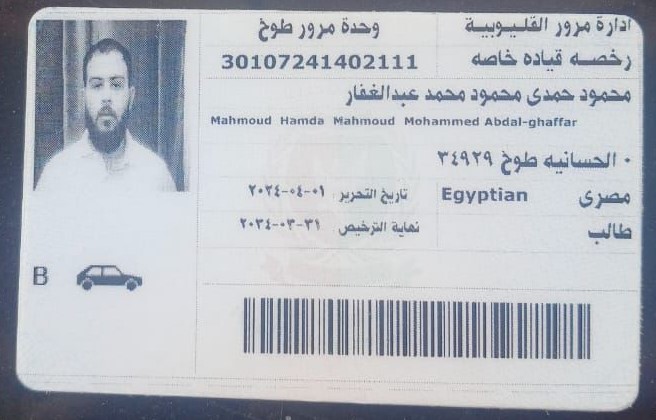 ادارة مرور القليوبية وحدة مرور طوخ
رخصه قياده خاصه 30107241402111
محمود حمدى محمود محمد عبدالغفار
Mahmoud Hamda Mahmoud Mohammed Abdal-ghaffar
٠ الحسانيه طوخ ٣٤٩٢٩
مصرى Egyptian تاريخ التحرير ٢٠٢٤-٠٤-٠١
طالب نهاية الترخيص ٢٠٣٤-٠٣-٣١
B